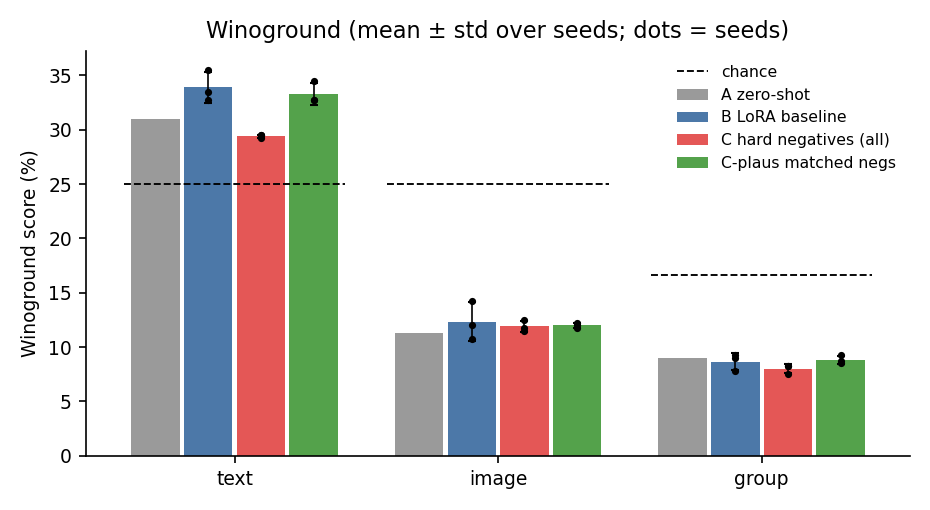 Winoground (mean ± std over seeds; dots = seeds)
Winoground score (%)
35
30
25
20
15
10
5
0
chance
A zero-shot
B LoRA baseline
C hard negatives (all)
C-plaus matched negs
text
image
group